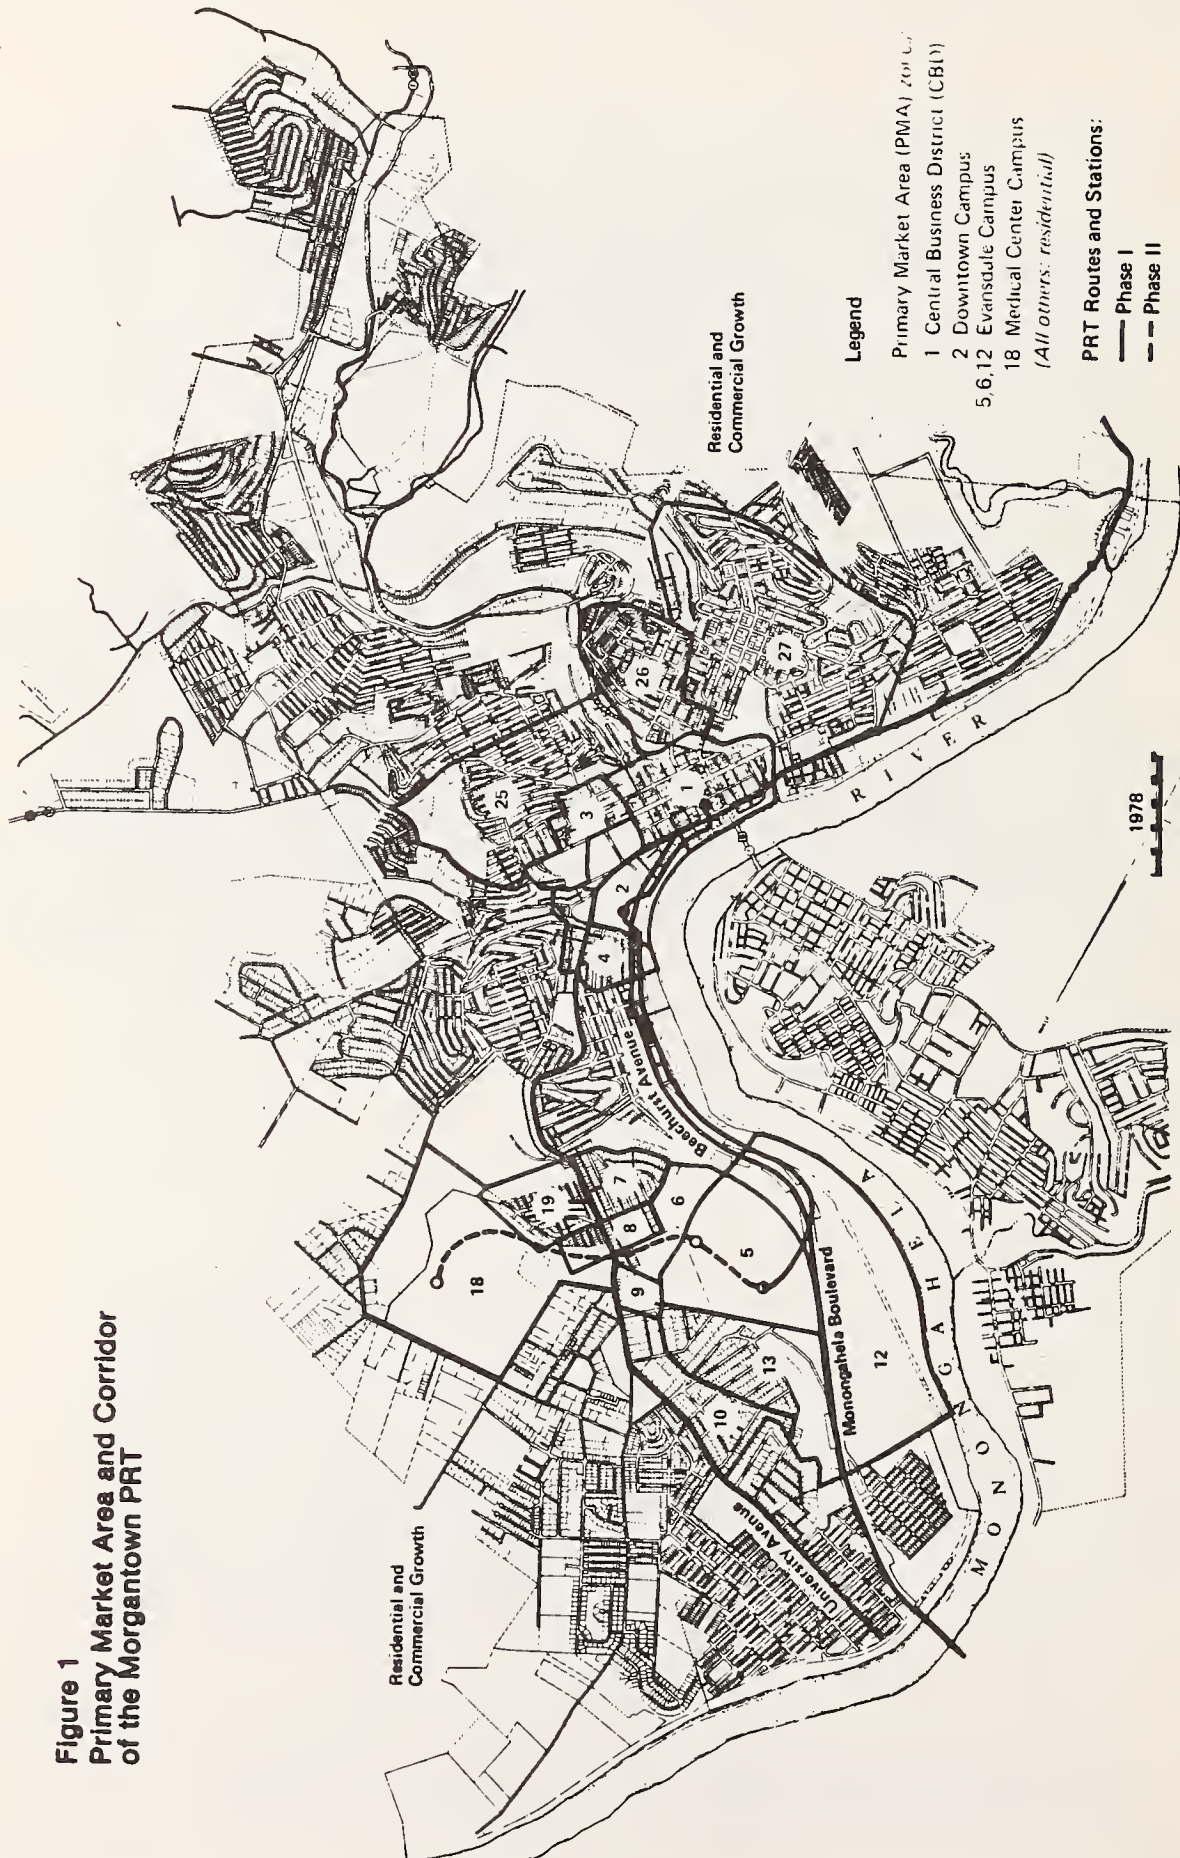 Figure 1
Primary Market Area and Corridor
of the Morgantown PRT
Residential and
Commercial Growth
Residential and
Commercial Growth
Legend
Primary Market Area (PMA)
1 Central Business District (CBD)
2 Downtown Campus
5,6,12 Evansdale Campus
18 Medical Center Campus
(All others: residential)
PRT Routes and Stations:
Phase I
Phase II
18
19
7
8
6
9
5
13
10
12
4
2
3
25
1
26
27
University Avenue
Monongahela Boulevard
Beechurst Avenue
MONONGAHELA
RIVER
1978